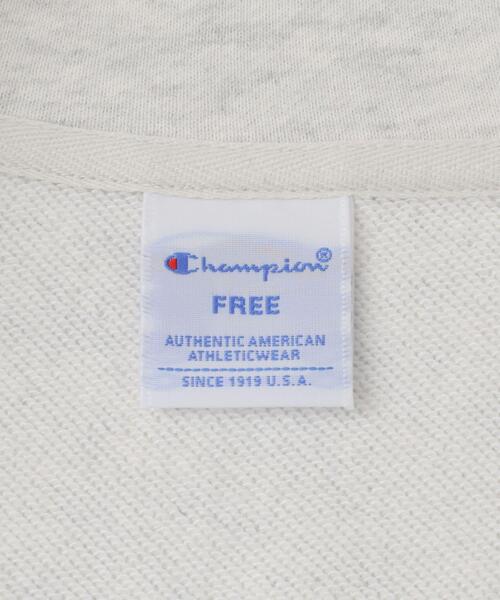 Champion®
FREE
AUTHENTIC AMERICAN
ATHLETICWEAR
SINCE 1919 U.S.A.